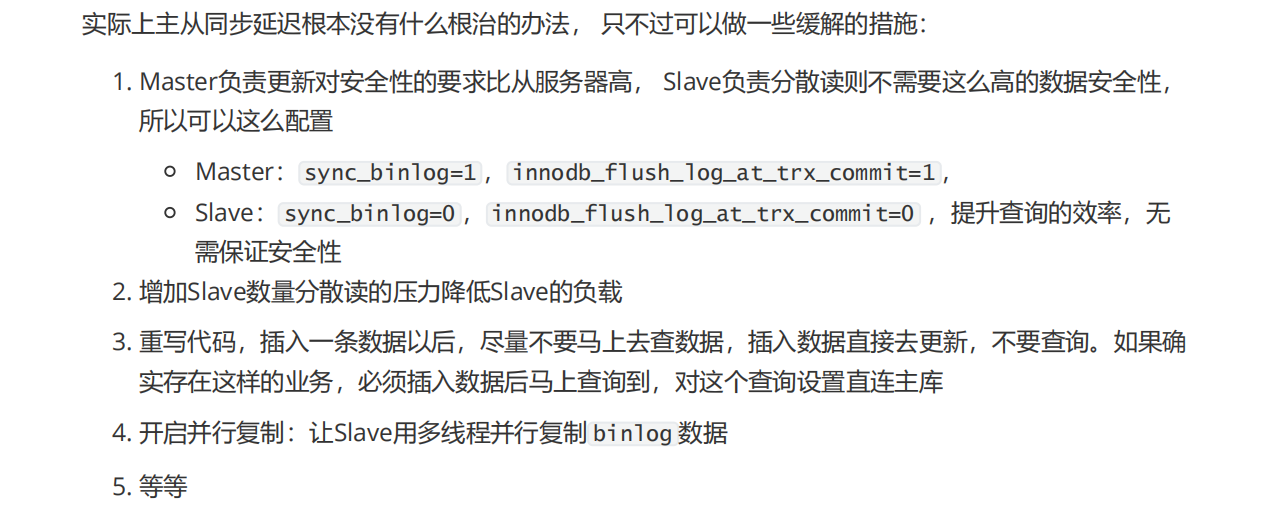 实际上主从同步延迟根本没有什么根治的办法， 只不过可以做一些缓解的措施：
1. Master负责更新对安全性的要求比从服务器高， Slave负责分散读则不需要这么高的数据安全性，
所以可以这么配置
Master：sync_binlog=1，innodb_flush_log_at_trx_commit=1，
Slave：sync_binlog=0，innodb_flush_log_at_trx_commit=0 ，提升查询的效率，无
需保证安全性
2. 增加Slave数量分散读的压力降低Slave的负载
3. 重写代码，插入一条数据以后，尽量不要马上去查数据，插入数据直接去更新，不要查询。如果确
实存在这样的业务，必须插入数据后马上查询到，对这个查询设置直连主库
4. 开启并行复制：让Slave用多线程并行复制binlog数据
5. 等等